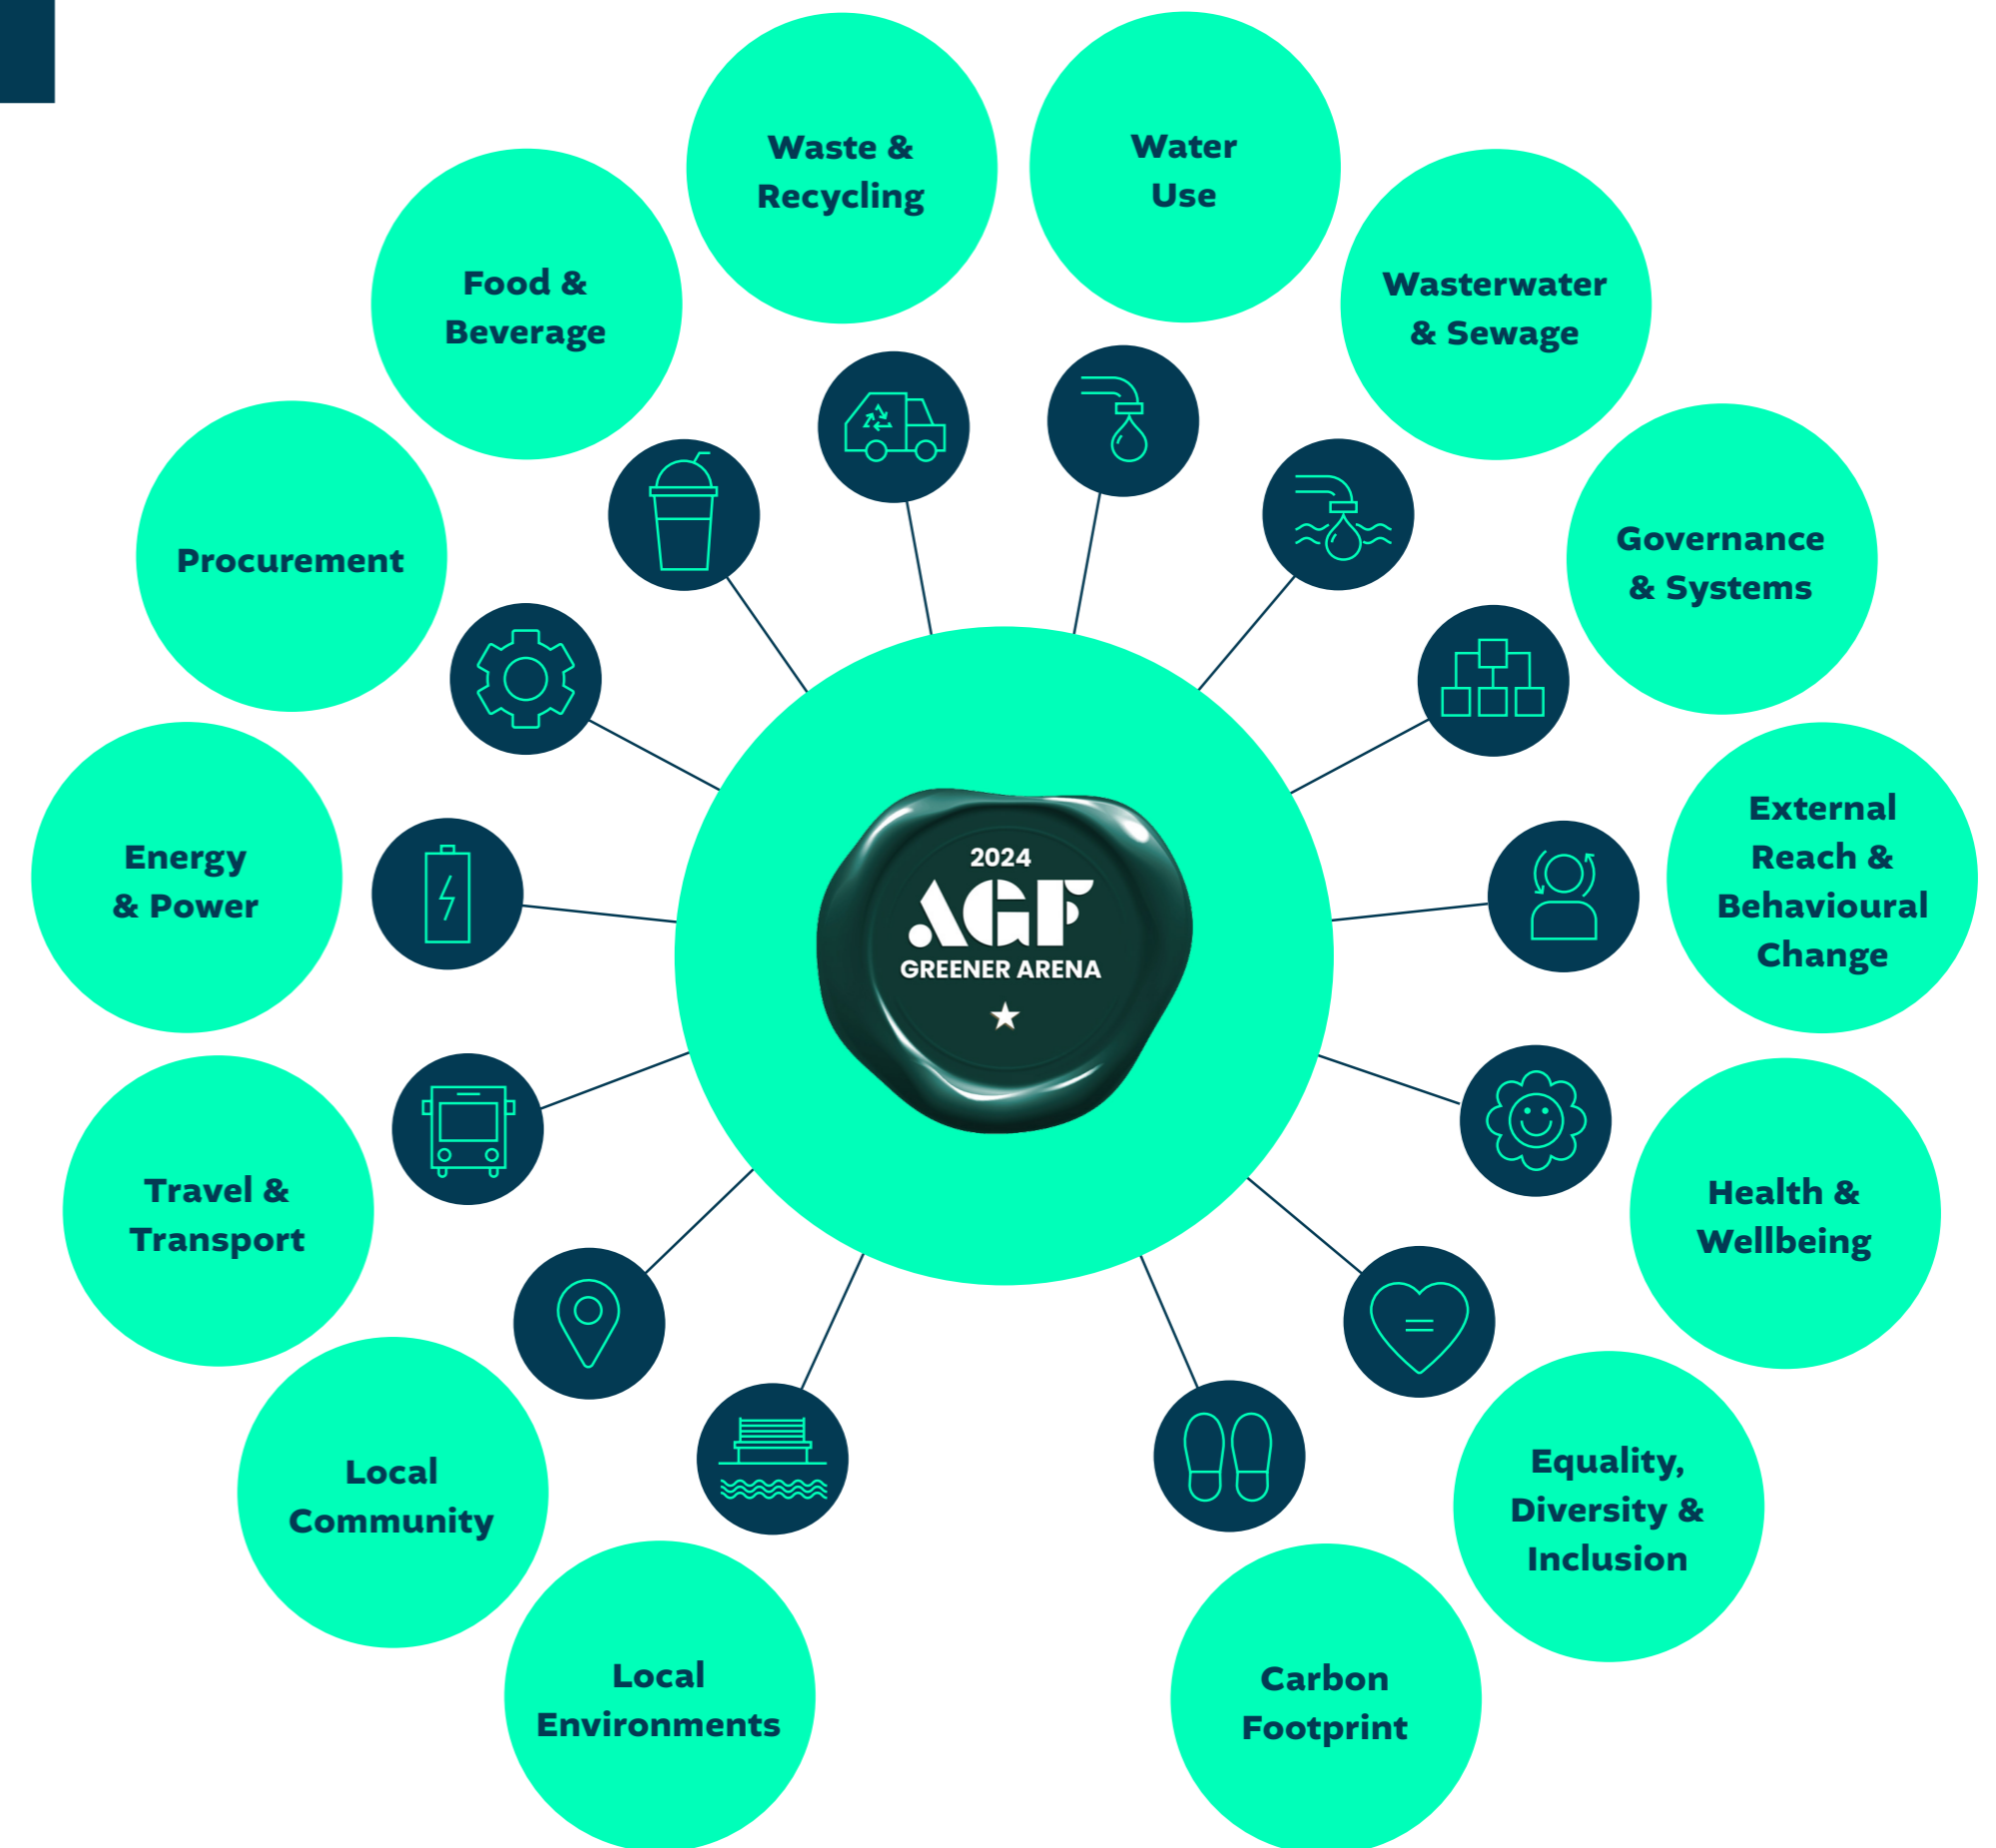 Waste &
Recycling
Water
Use
Food &
Beverage
Wasterwater
& Sewage
Procurement
Governance
& Systems
Energy
& Power
External
Reach &
Behavioural
Change
2024
AGF
GREENER ARENA
Travel &
Transport
Health &
Wellbeing
Local
Community
Equality,
Diversity &
Inclusion
Local
Environments
Carbon
Footprint